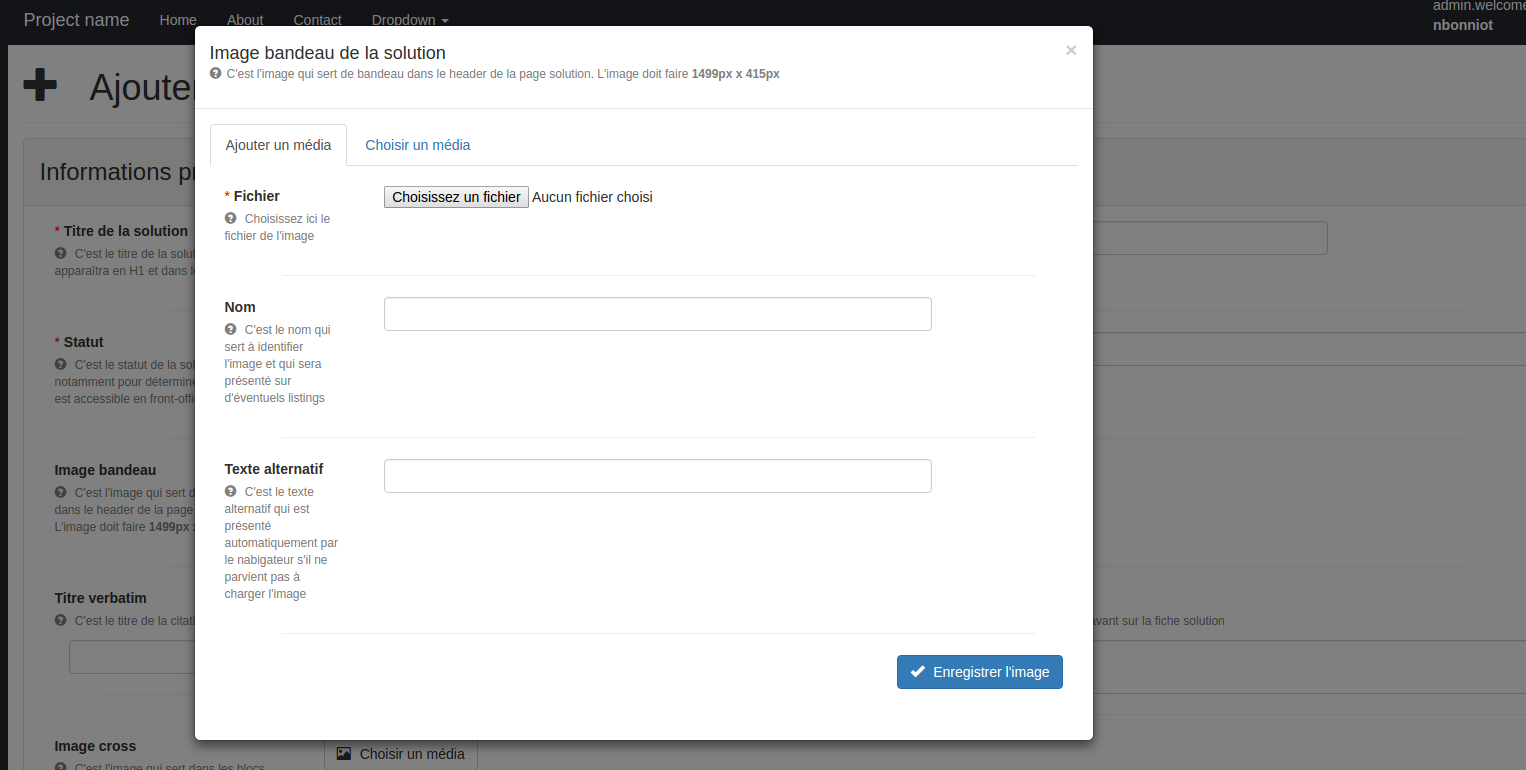 Project name Home About Contact Dropdown
admin.welcome
nbonniot
Ajouter
Image bandeau de la solution ×
C'est l'image qui sert de bandeau dans le header de la page solution. L'image doit faire 1499px x 415px
Ajouter un média Choisir un média
* Fichier
Choisissez un fichier Aucun fichier choisi
Choisissez ici le
fichier de l'image
Nom
C'est le nom qui
sert à identifier
l'image et qui sera
présenté sur
d'éventuels listings
Texte alternatif
C'est le texte
alternatif qui est
présenté
automatiquement par
le nabigateur s'il ne
parvient pas à
charger l'image
Enregistrer l'image
Informations
* Titre de la solution
C'est le titre de la
apparaîtra en H1 et dans
* Statut
C'est le statut de la
notamment pour
est accessible en
Image bandeau
C'est l'image qui sert
dans le header de la page
L'image doit faire 1499px
Titre verbatim
C'est le titre de la
avant sur la fiche solution
Image cross
Choisir un média
C'est l'image qui sert dans les blocs